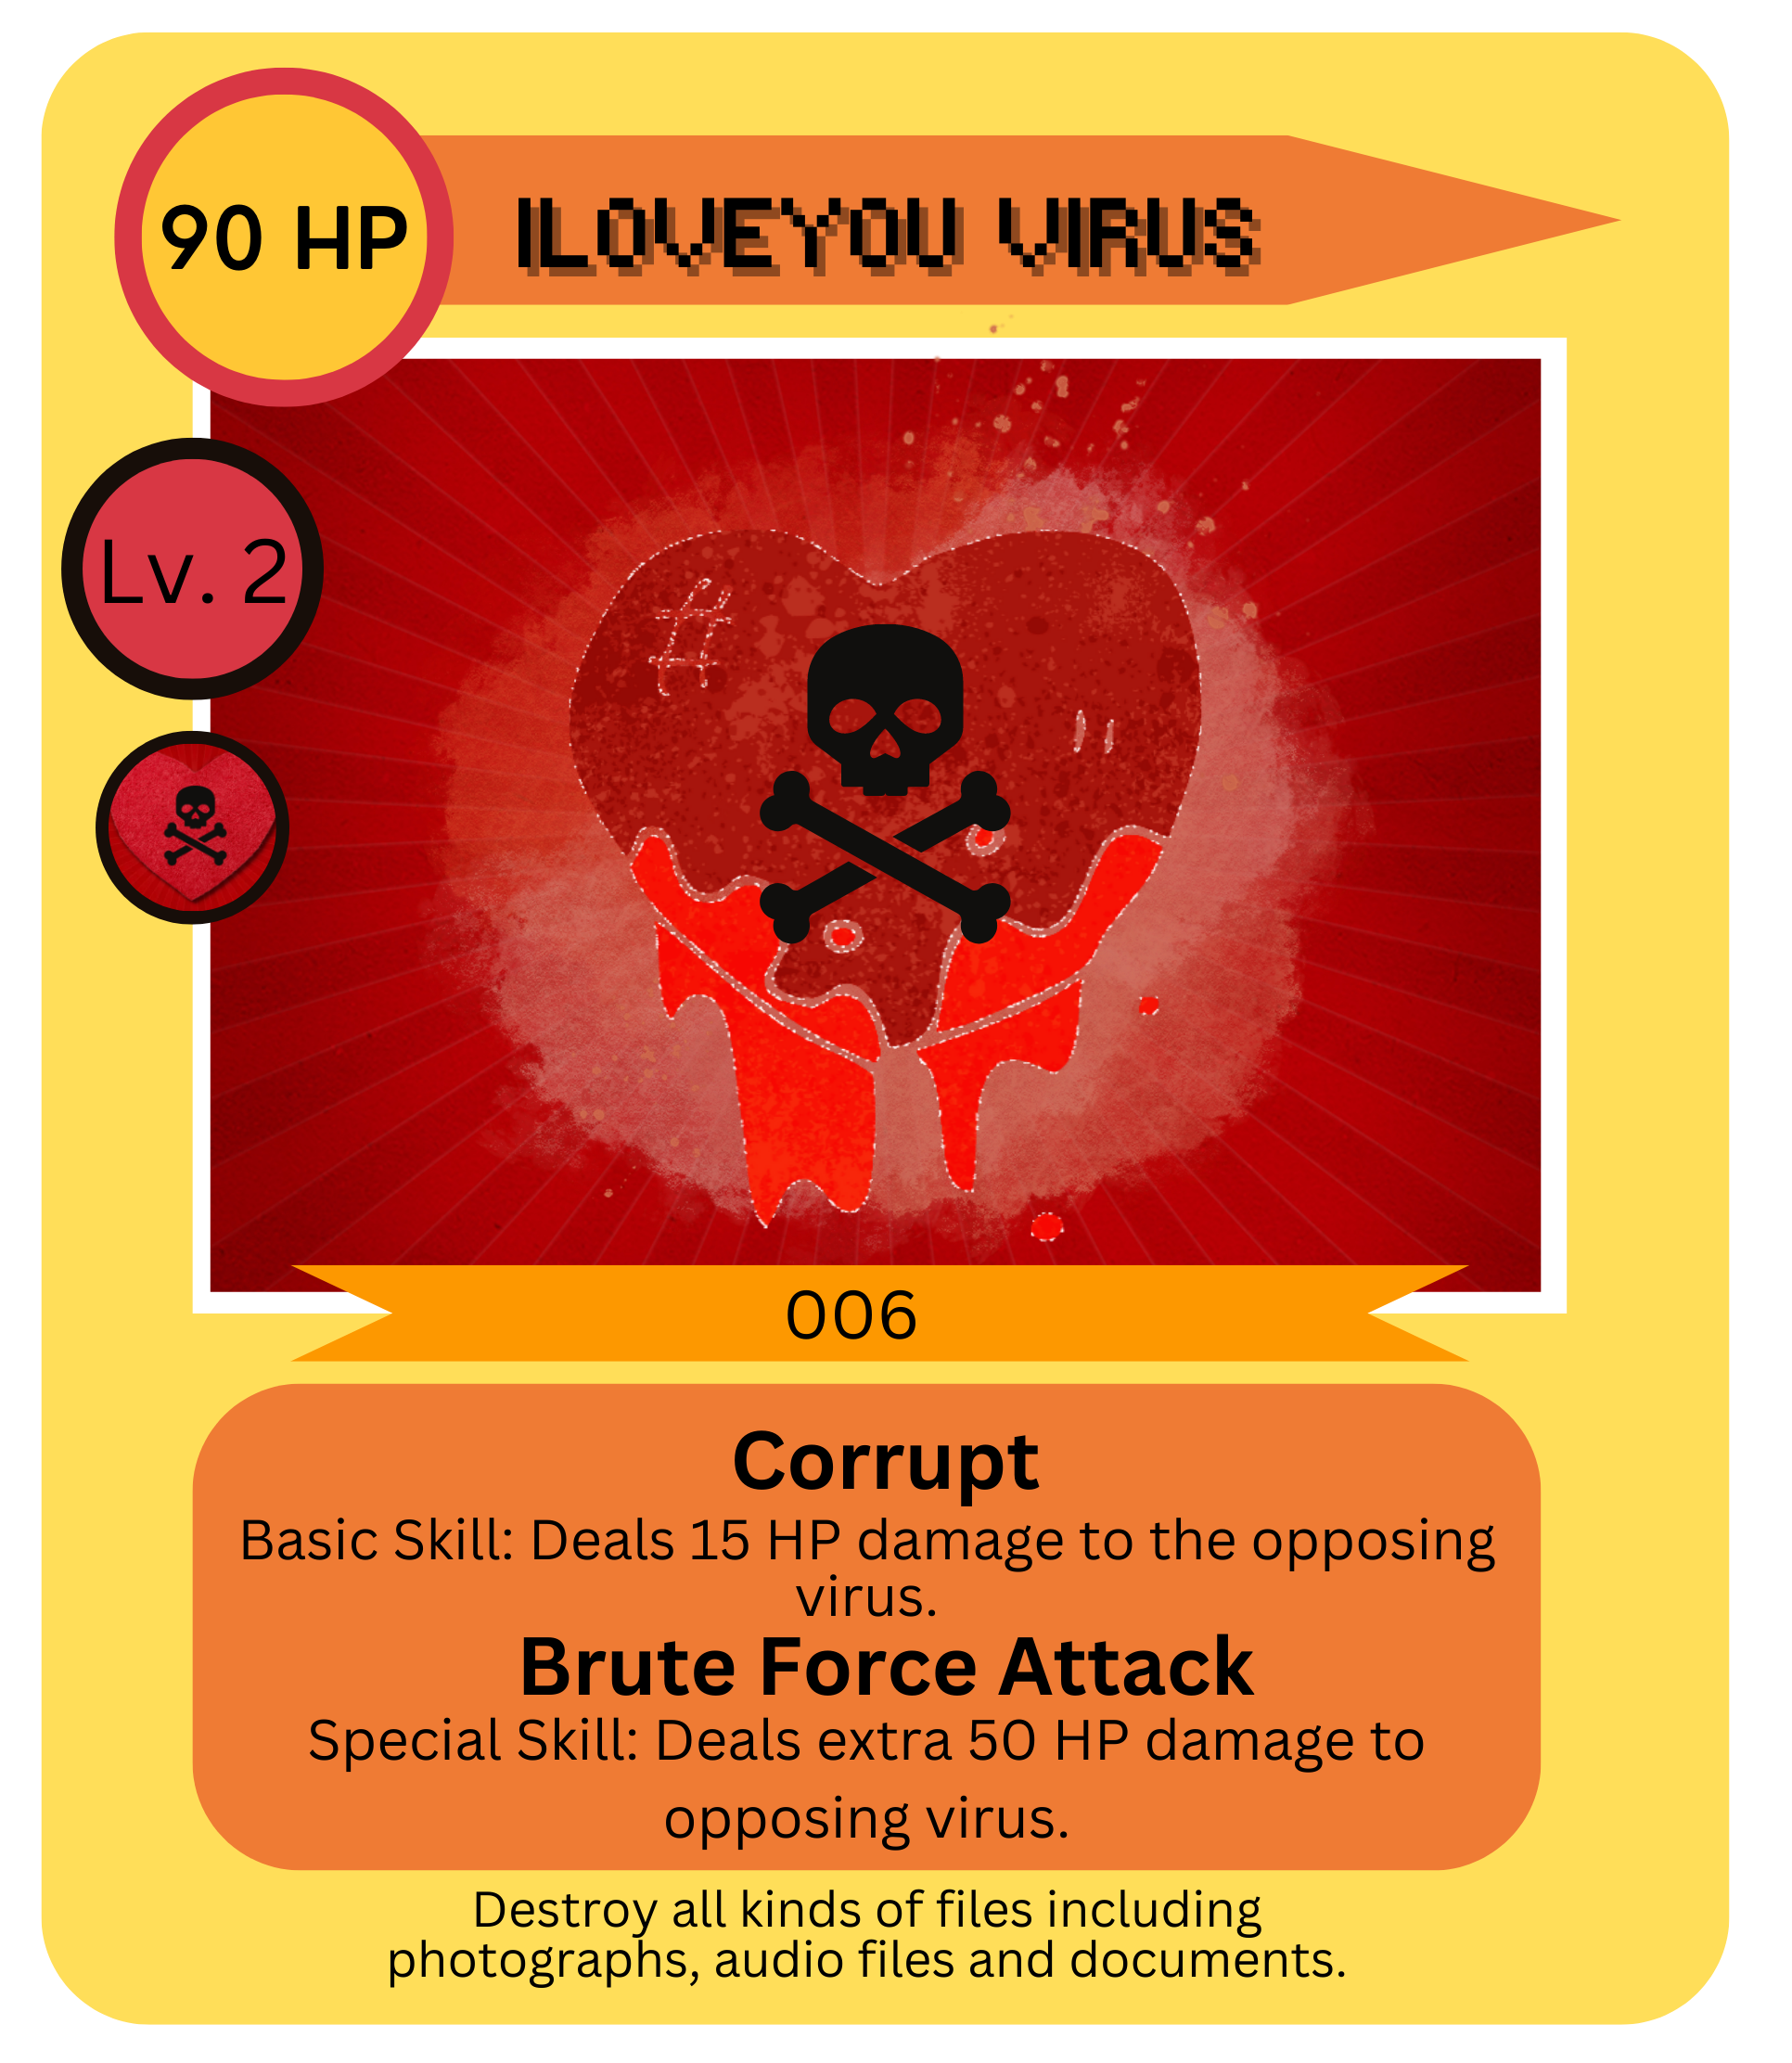 90 HP
ILOVEYOU VIRUS
Lv. 2
#
006
Corrupt
Basic Skill: Deals 15 HP damage to the opposing
virus.
Brute Force Attack
Special Skill: Deals extra 50 HP damage to
opposing virus.
Destroy all kinds of files including
photographs, audio files and documents.